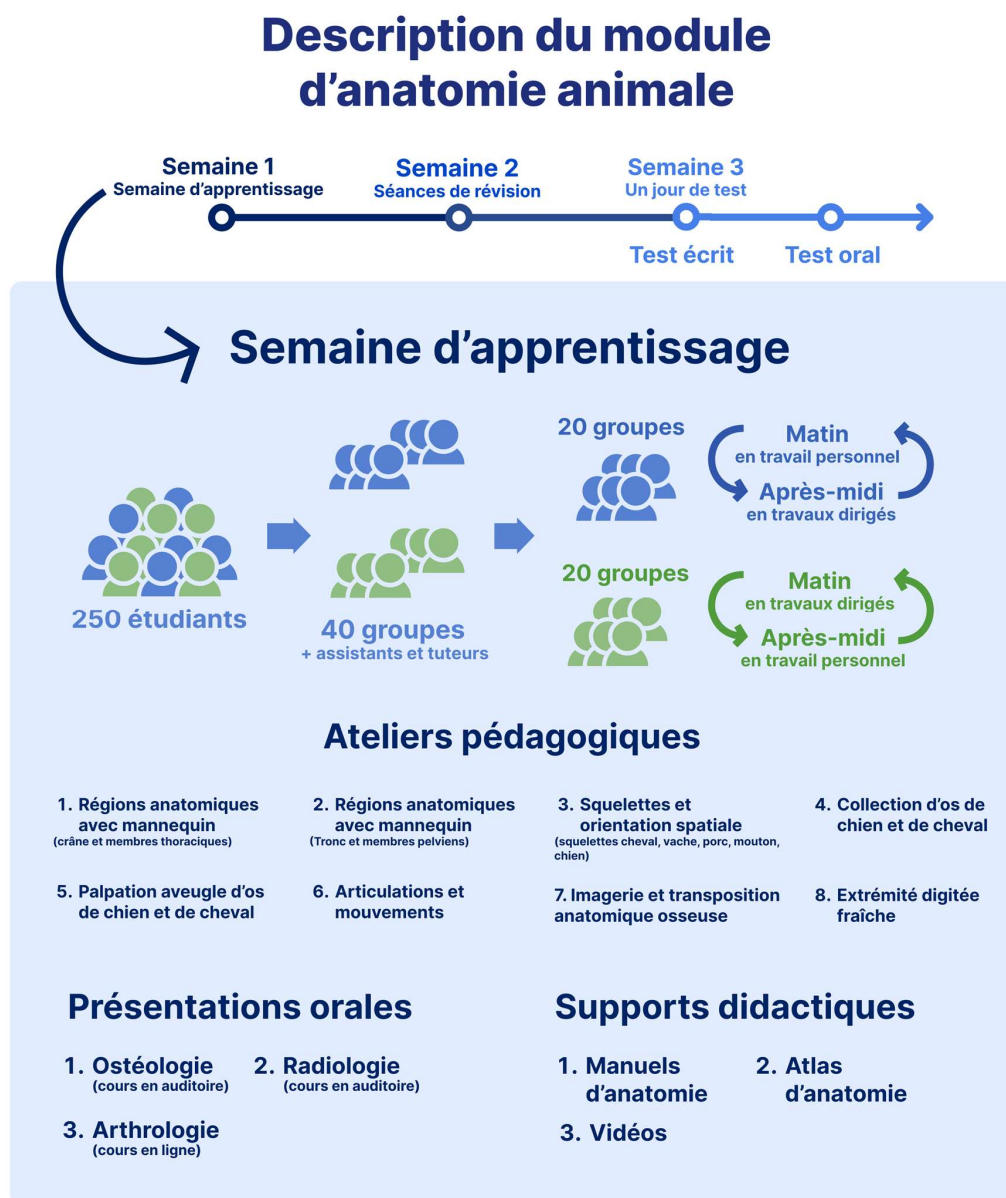 Description du module
d’anatomie animale
Semaine 1
Semaine d’apprentissage
Semaine 2
Séances de révision
Semaine 3
Un jour de test
Test écrit
Test oral
Semaine d’apprentissage
250 étudiants
40 groupes
+ assistants et tuteurs
20 groupes
Matin
en travail personnel
Après-midi
en travaux dirigés
20 groupes
Matin
en travaux dirigés
Après-midi
en travail personnel
Ateliers pédagogiques
1. Régions anatomiques
avec mannequin
(crâne et membres thoraciques)
2. Régions anatomiques
avec mannequin
(Tronc et membres pelviens)
3. Squelettes et
orientation spatiale
(squelettes cheval, vache, porc, mouton,
chien)
4. Collection d’os de
chien et de cheval
5. Palpation aveugle d’os
de chien et de cheval
6. Articulations et
mouvements
7. Imagerie et transposition
anatomique osseuse
8. Extrémité digitée
fraîche
Présentations orales
1. Ostéologie
(cours en auditoire)
2. Radiologie
(cours en auditoire)
3. Arthrologie
(cours en ligne)
Supports didactiques
1. Manuels
d’anatomie
2. Atlas
d’anatomie
3. Vidéos